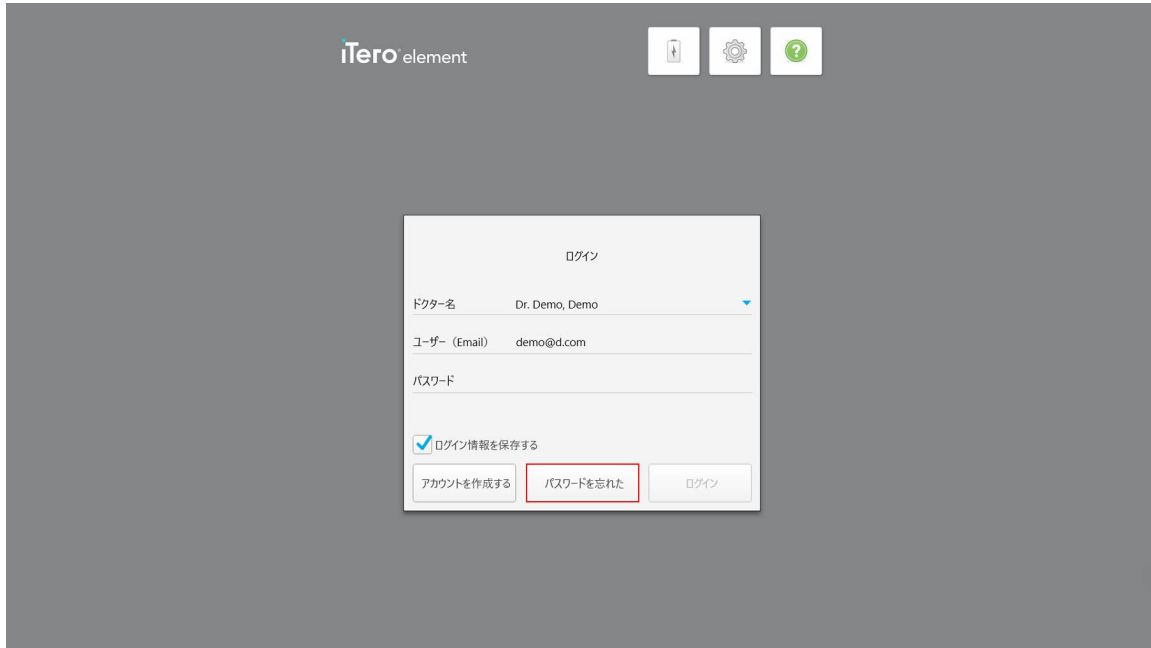 iTero element
?
ログイン
ドクター名 Dr. Demo, Demo
ユーザー（Email） demo@d.com
パスワード
ログイン情報を保存する
アカウントを作成する パスワードを忘れた ログイン